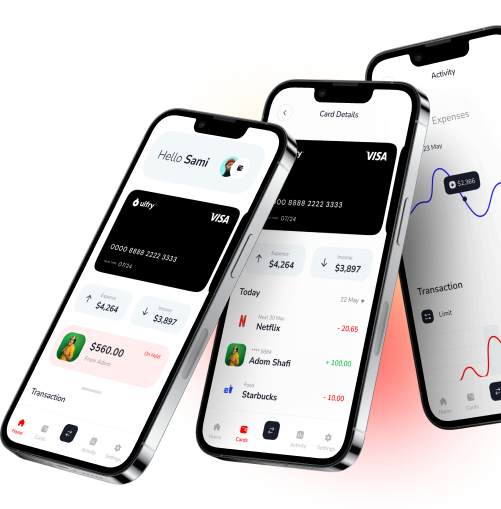 Hello Sami
uifry
VISA
0000 8888 2222 3333
07/24
Expense
$4,264
Income
$3,897
$560.00
From Adom
On Hold
Transaction
Home
Cards
Activity
Settings
Card Details
VISA
8888 2222 3333
07/24
Expense
$4,264
Income
$3,897
Today
22 May
Next 30 May
Netflix
- 20.65
**** 5684
Adom Shafi
+ 100.00
Food
Starbucks
- 10.00
Home
Cards
Activity
Settings
Activity
Expenses
23 May
$2,366
Transaction
Limit
Home
Cards